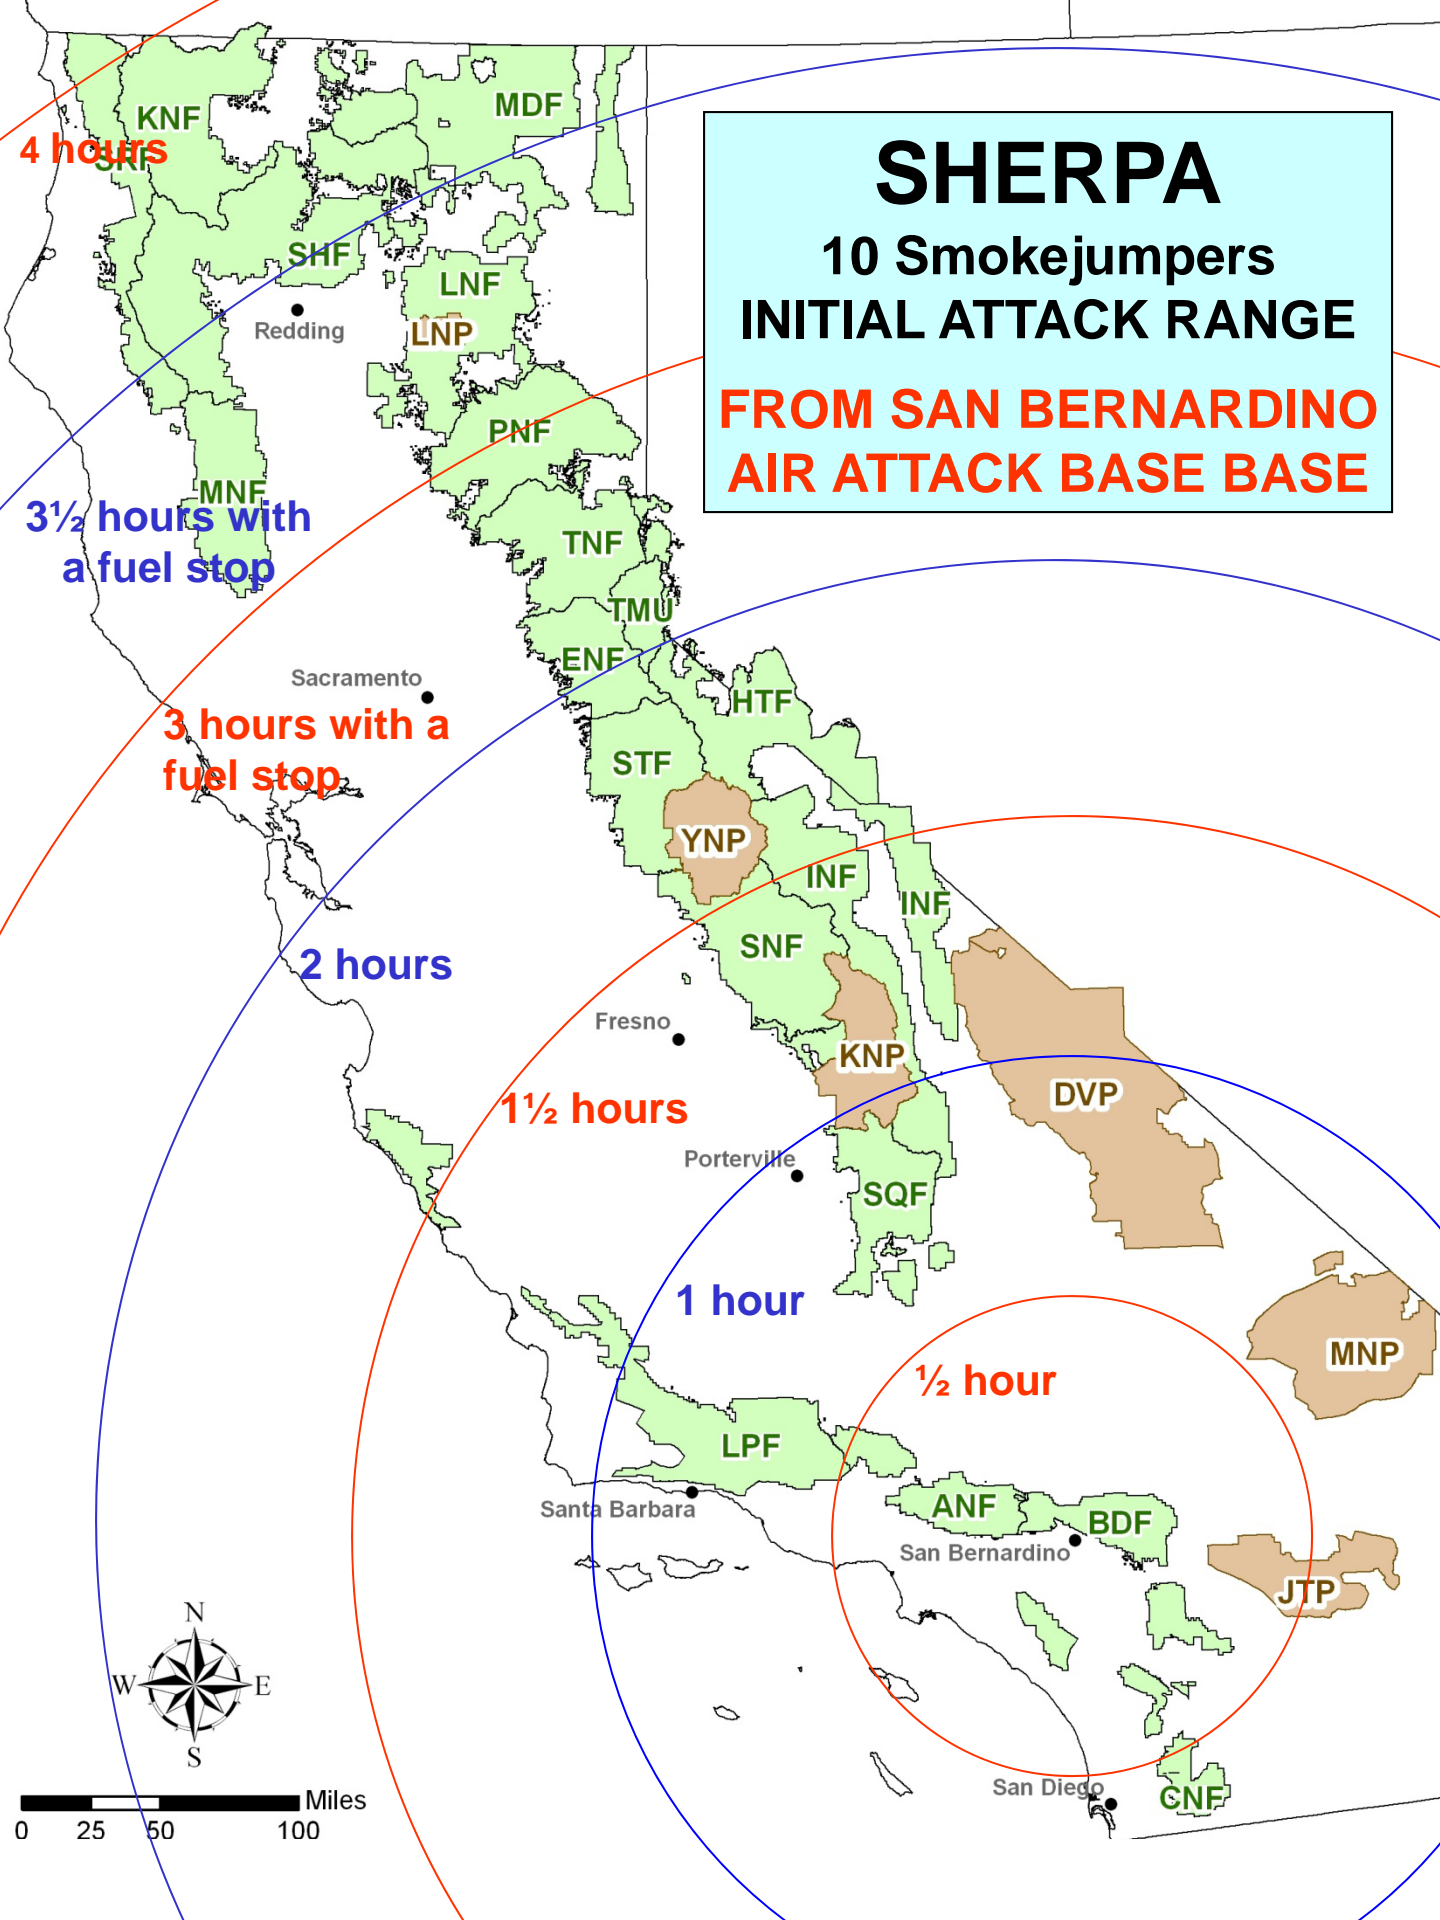 SHERPA
10 Smokejumpers
INITIAL ATTACK RANGE
FROM SAN BERNARDINO
AIR ATTACK BASE BASE
MDF
KNF
4 hours
SRF
SHF
LNF
Redding
LNP
PNF
MNF
3½ hours with
a fuel stop
TNF
TMU
ENF
Sacramento
HTF
3 hours with a
fuel stop
STF
YNP
INF
INF
SNF
2 hours
Fresno
KNP
DVP
1½ hours
Porterville
SQF
1 hour
MNP
½ hour
LPF
Santa Barbara
ANF
BDF
San Bernardino
JTP
San Diego
CNF
N
W
E
S
Miles
0 25 50 100